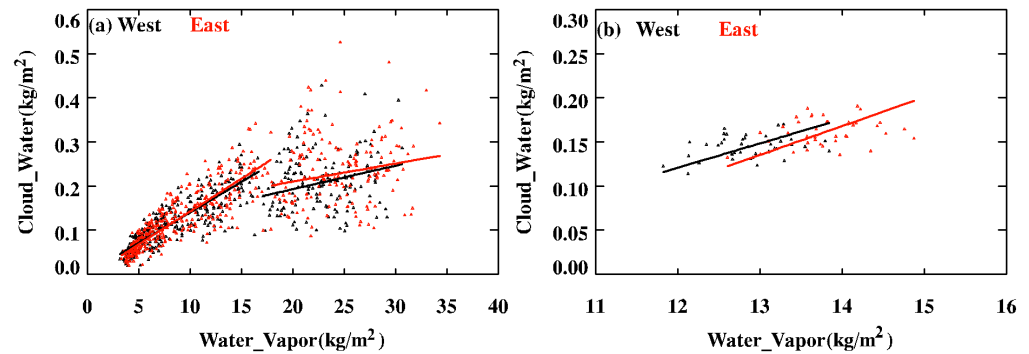 (a) West East
0.6
0.5
0.4
0.3
0.2
0.1
0.0
Cloud_Water(kg/m²)
0 5 10 15 20 25 30 35 40
Water_Vapor(kg/m²)
(b) West East
0.30
0.25
0.20
0.15
0.10
0.05
0.00
Cloud_Water(kg/m²)
11 12 13 14 15 16
Water_Vapor(kg/m²)